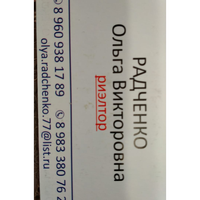 РАДЧЕНКО
Ольга Викторовна
риэлтор
8 960 938 17 89
8 983 380 76 2
olya.radchenko.77@list.ru